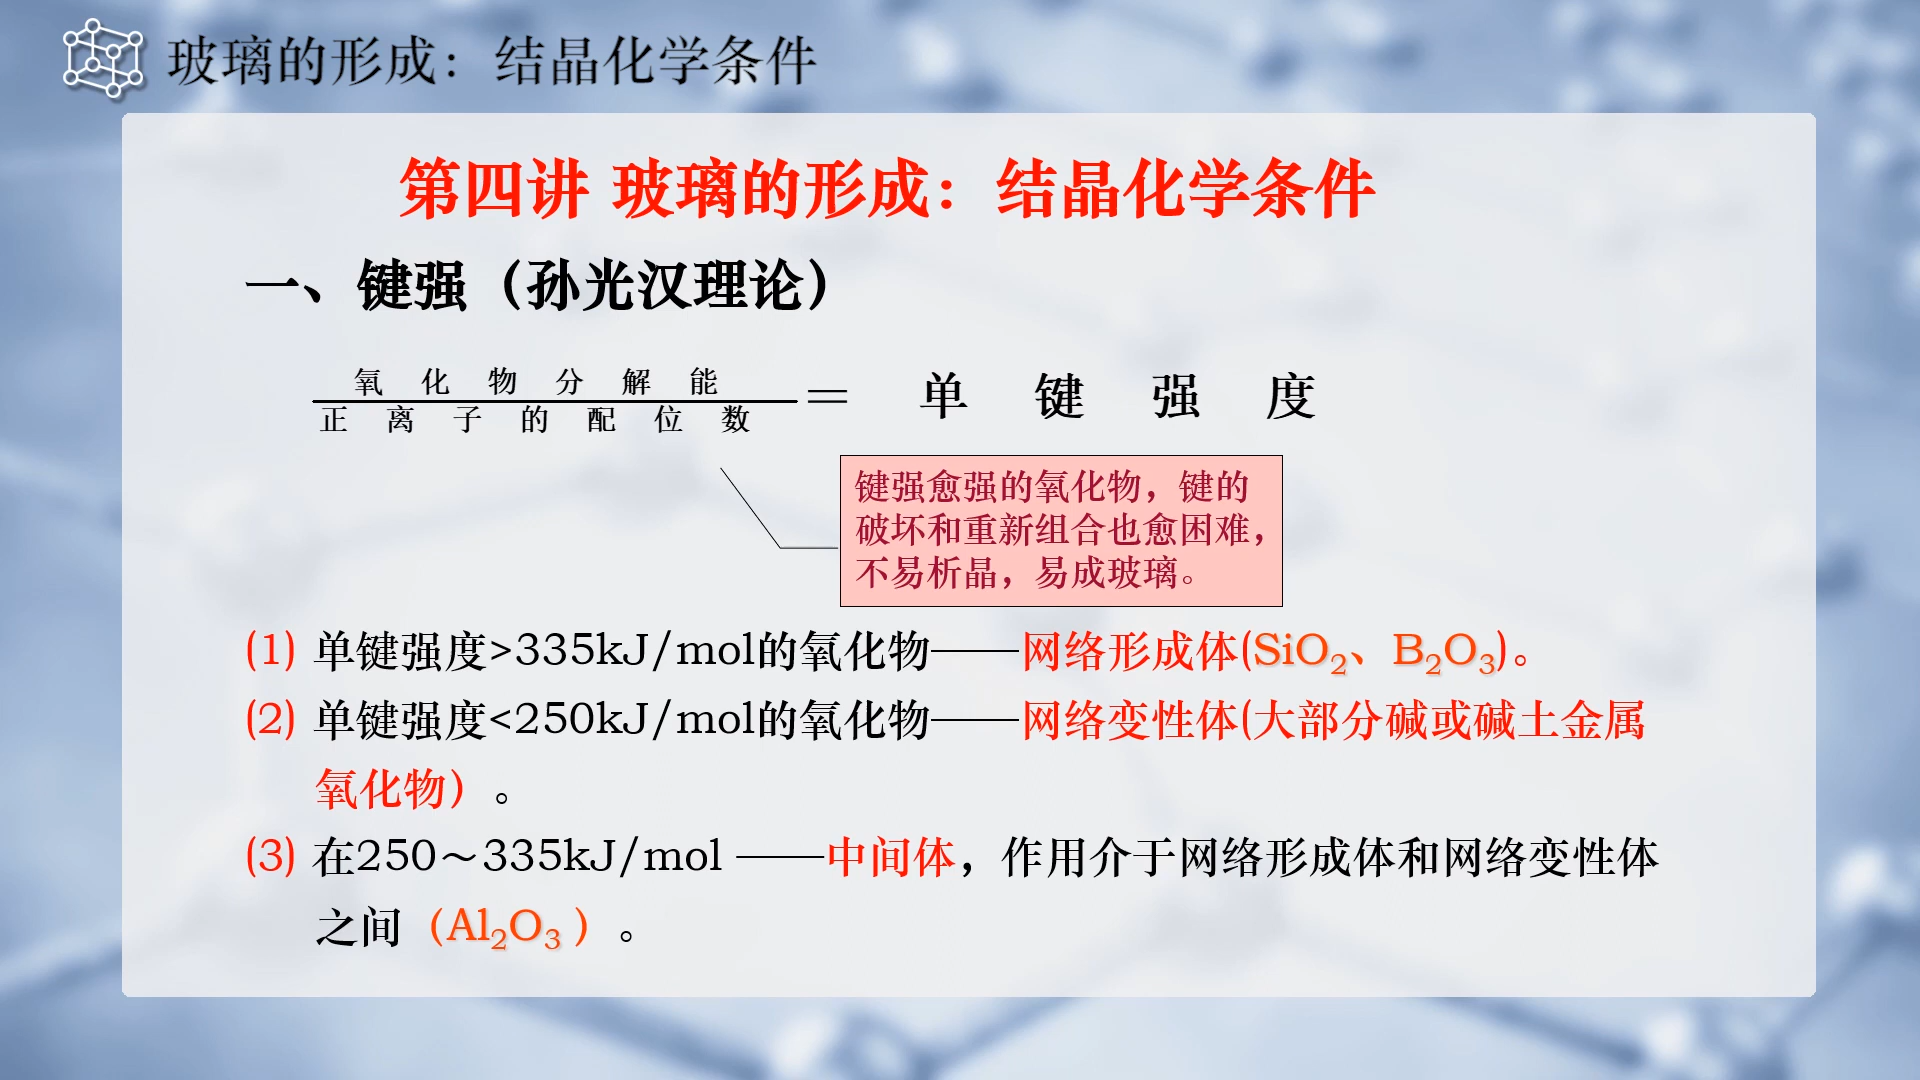 玻璃的形成：结晶化学条件
第四讲 玻璃的形成：结晶化学条件
一、键强（孙光汉理论）
氧化物分解能
正离子的配位数
＝ 单键强度
键强愈强的氧化物，键的
破坏和重新组合也愈困难，
不易析晶，易成玻璃。
(1) 单键强度>335kJ/mol的氧化物——网络形成体(SiO₂、B₂O₃)。
(2) 单键强度<250kJ/mol的氧化物——网络变性体(大部分碱或碱土金属
氧化物）。
(3) 在250～335kJ/mol ——中间体，作用介于网络形成体和网络变性体
之间（Al₂O₃ ）。